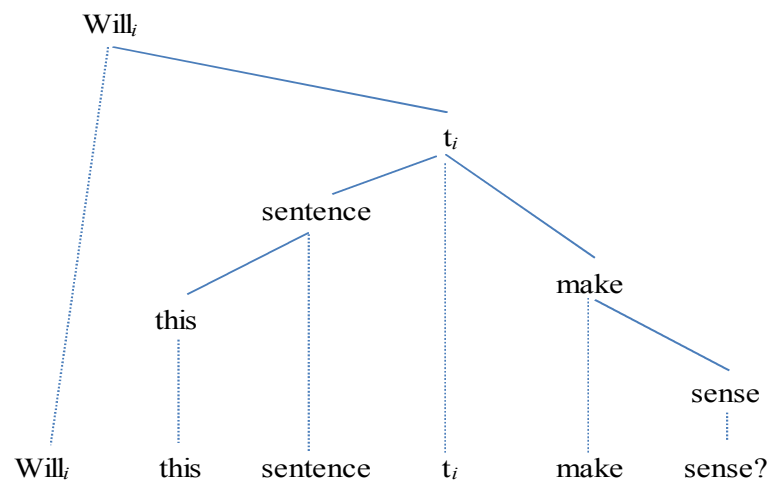 Willᵢ
tᵢ
sentence
make
this
sense
Willᵢ this sentence tᵢ make sense?